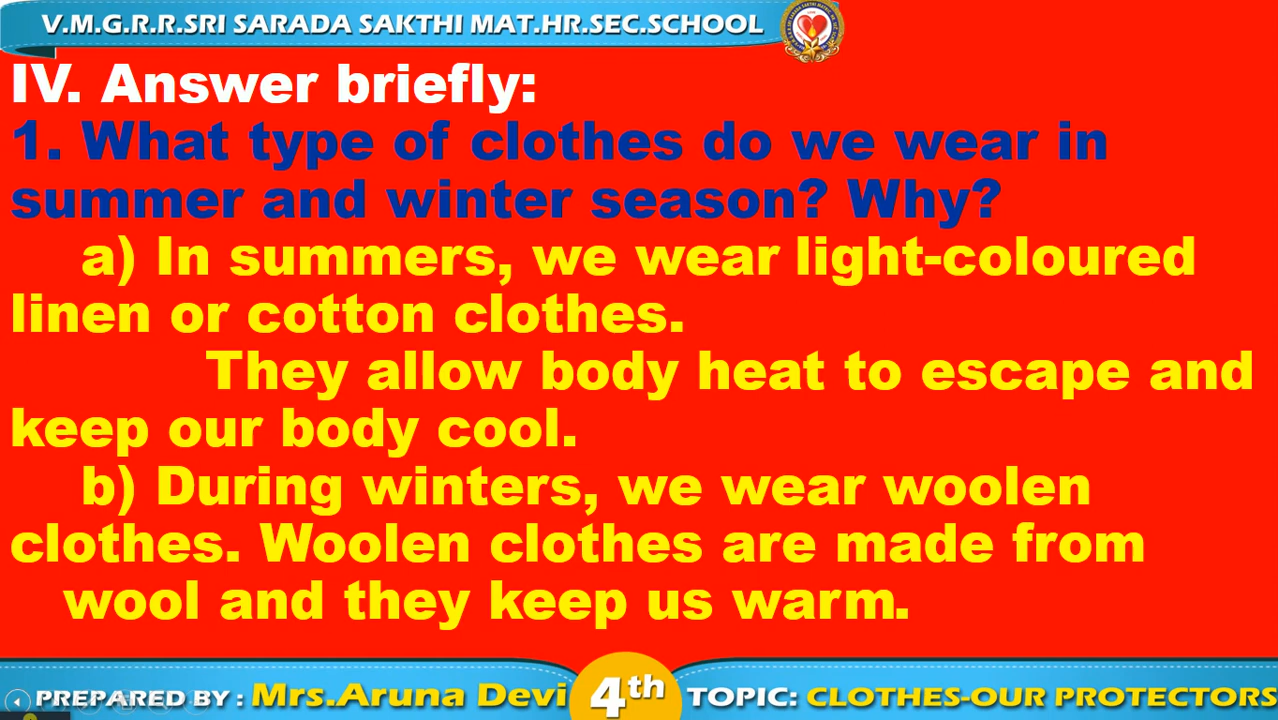 V.M.G.R.R.SRI SARADA SAKTHI MAT.HR.SEC.SCHOOL
IV. Answer briefly:
1. What type of clothes do we wear in
summer and winter season? Why?
a) In summers, we wear light-coloured
linen or cotton clothes.
They allow body heat to escape and
keep our body cool.
b) During winters, we wear woolen
clothes. Woolen clothes are made from
wool and they keep us warm.
PREPARED BY : Mrs.Aruna Devi 4th TOPIC: CLOTHES-OUR PROTECTORS